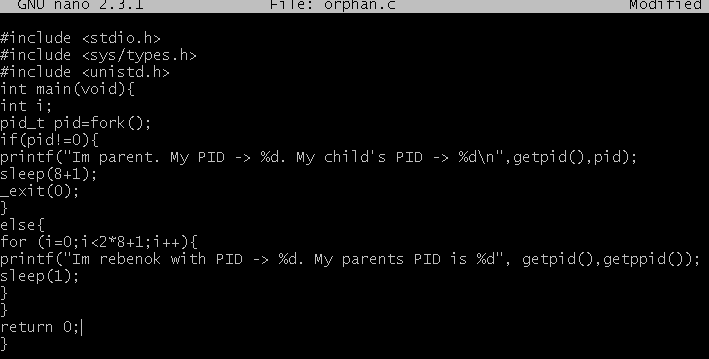 GNU nano 2.3.1 File: orphan.c Modified
#include <stdio.h>
#include <sys/types.h>
#include <unistd.h>
int main(void){
int i;
pid_t pid=fork();
if(pid!=0){
printf("Im parent. My PID -> %d. My child's PID -> %d\n",getpid(),pid);
sleep(8+1);
_exit(0);
}
else{
for (i=0;i<2*8+1;i++){
printf("Im rebenok with PID -> %d. My parents PID is %d", getpid(),getppid());
sleep(1);
}
}
return 0;
}